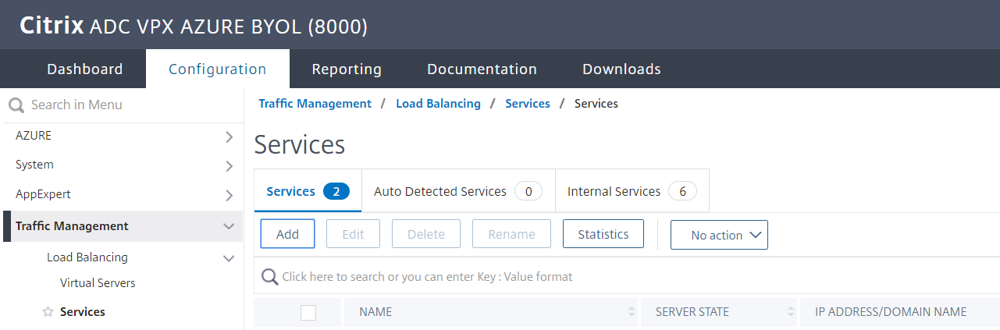 Citrix ADC VPX AZURE BYOL (8000)
Dashboard Configuration Reporting Documentation Downloads
Search in Menu
AZURE
System
AppExpert
Traffic Management
Load Balancing
Virtual Servers
Services
Traffic Management / Load Balancing / Services / Services
Services
Services 2 Auto Detected Services 0 Internal Services 6
Add Edit Delete Rename Statistics No action
Click here to search or you can enter Key : Value format
NAME SERVER STATE IP ADDRESS/DOMAIN NAME